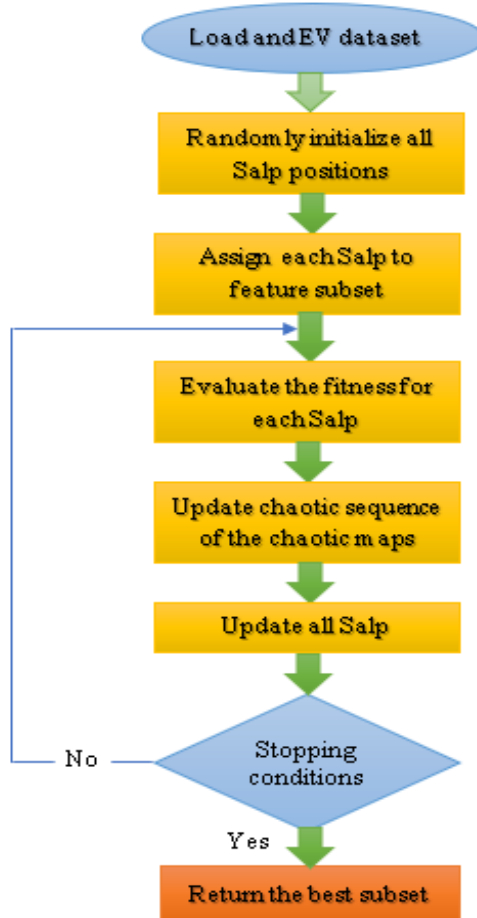 Load and EV dataset
Randomly initialize all
Salp positions
Assign each Salp to
feature subset
Evaluate the fitness for
each Salp
Update chaotic sequence
of the chaotic maps
Update all Salp
Stopping
conditions
No
Yes
Return the best subset